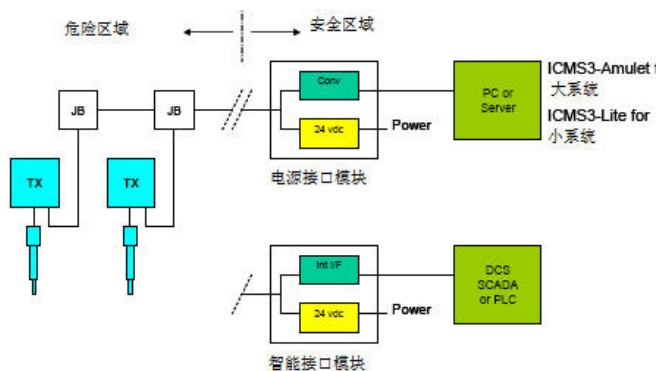 危险区域
安全区域
JB
JB
TX
TX
Conv
24 vdc
Power
电源接口模块
PC or
Server
ICMS3-Amulet
大系统
ICMS3-Lite for
小系统
Int I/F
24 vdc
Power
智能接口模块
DCS
SCADA
or PLC